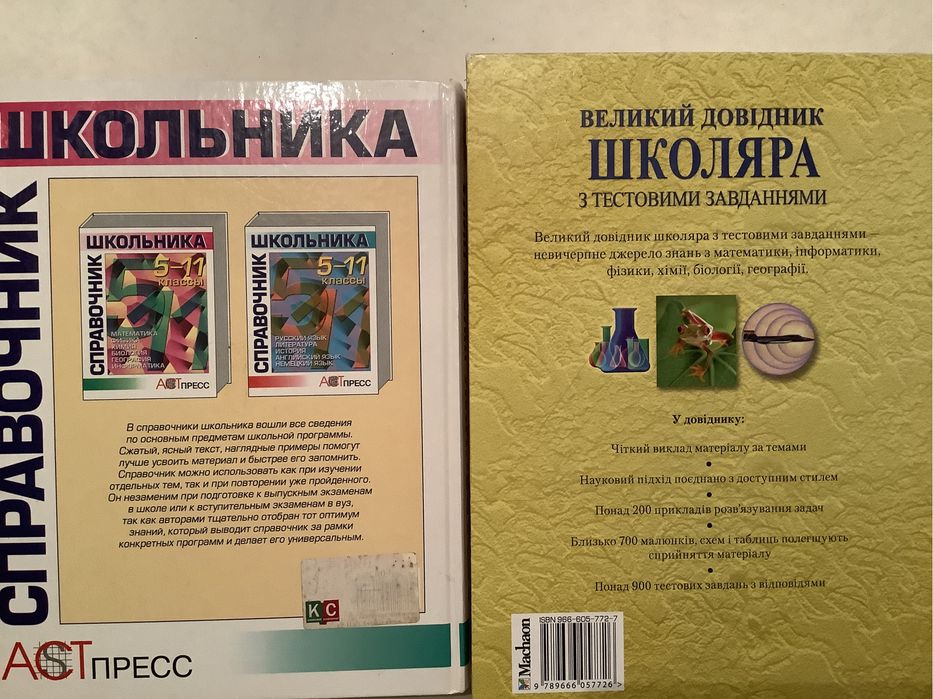 ШКОЛЬНИКА
СПРАВОЧНИК
ШКОЛЬНИКА
СПРАВОЧНИК
5–11
классы
МАТЕМАТИКА
ФИЗИКА
ХИМИЯ
БИОЛОГИЯ
ГЕОГРАФИЯ
ИНФОРМАТИКА
АСТ ПРЕСС
ШКОЛЬНИКА
СПРАВОЧНИК
5–11
классы
РУССКИЙ ЯЗЫК
ЛИТЕРАТУРА
ИСТОРИЯ
АНГЛИЙСКИЙ ЯЗЫК
НЕМЕЦКИЙ ЯЗЫК
АСТ ПРЕСС
В справочники школьника вошли все сведения
по основным предметам школьной программы.
Сжатый, ясный текст, наглядные примеры помогут
лучше усвоить материал и быстрее его запомнить.
Справочник можно использовать как при изучении
отдельных тем, так и при повторении уже пройденного.
Он незаменим при подготовке к выпускным экзаменам
в школе или к вступительным экзаменам в вуз,
так как авторами тщательно отобран тот оптимум
знаний, который выводит справочник за рамки
конкретных программ и делает его универсальным.
КС
АСТ ПРЕСС
ВЕЛИКИЙ ДОВІДНИК
ШКОЛЯРА
З ТЕСТОВИМИ ЗАВДАННЯМИ
Великий довідник школяра з тестовими завданнями –
невичерпне джерело знань з математики, інформатики,
фізики, хімії, біології, географії,
У довіднику:
Чіткий виклад матеріалу за темами
•
Науковий підхід поєднано з доступним стилем
•
Понад 200 прикладів розв'язування задач
•
Близько 700 малюнків, схем і таблиць полегшують
сприйняття матеріалу
•
Понад 900 тестових завдань з відповідями
Machaon
ISBN 966-605-772-7
9 789666 057726 >